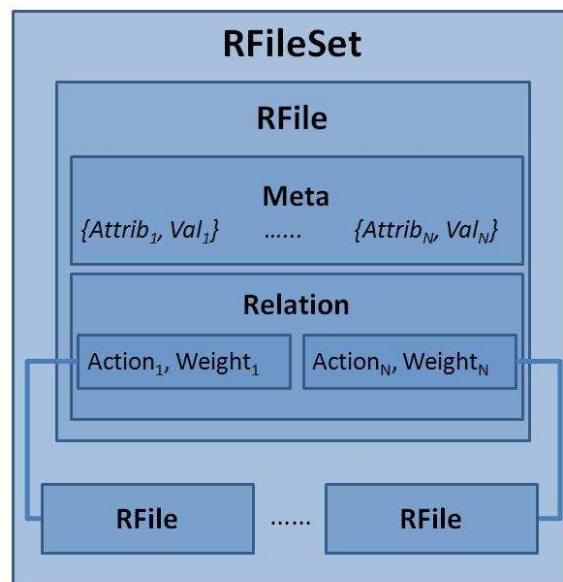 RFileSet
RFile
Meta
{Attrib₁, Val₁} ...... {Attribₙ, Valₙ}
Relation
Action₁, Weight₁ Actionₙ, Weightₙ
RFile ...... RFile